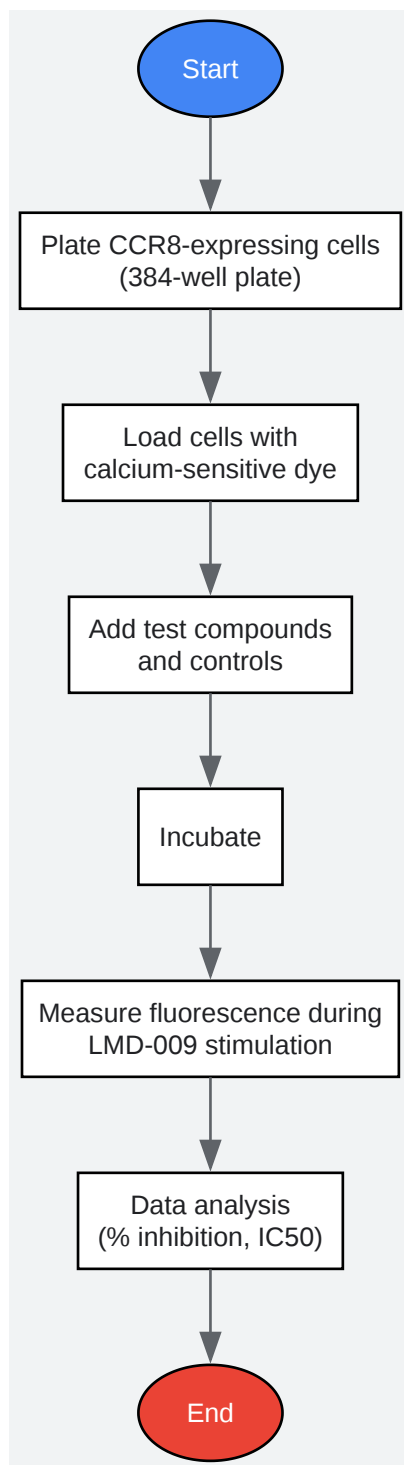 Start
Plate CCR8-expressing cells
(384-well plate)
Load cells with
calcium-sensitive dye
Add test compounds
and controls
Incubate
Measure fluorescence during
LMD-009 stimulation
Data analysis
(% inhibition, IC50)
End